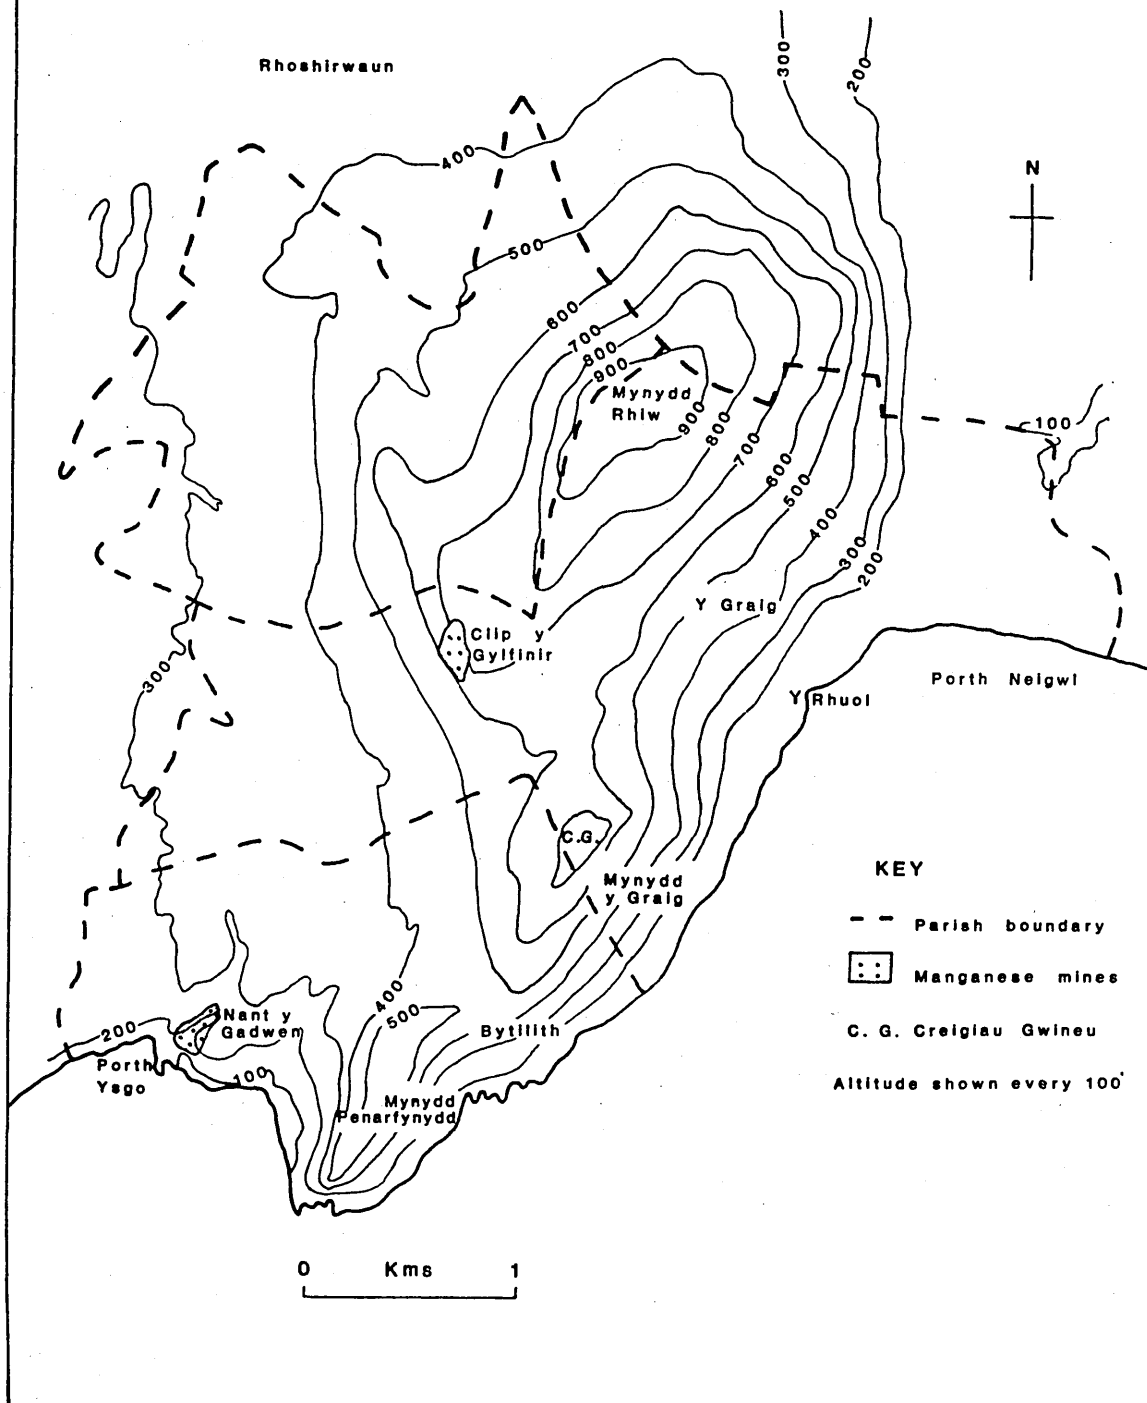 Rhoshirwaun
300
200
400
N
500
600
700
800
900
Mynydd
Rhiw
900
800
700
600
500
400
300
200
100
Y Graig
Clip y
Gylfinir
300
Porth Neigwl
Y Rhuol
C.G.
Mynydd
y Graig
KEY
Parish boundary
Manganese mines
C. G. Creigiau Gwineu
Altitude shown every 100'
400
500
Nant y
Gadwen
200
Bytilith
Porth
Ysgo
100
Mynydd
Penarfynydd
0 Kms 1